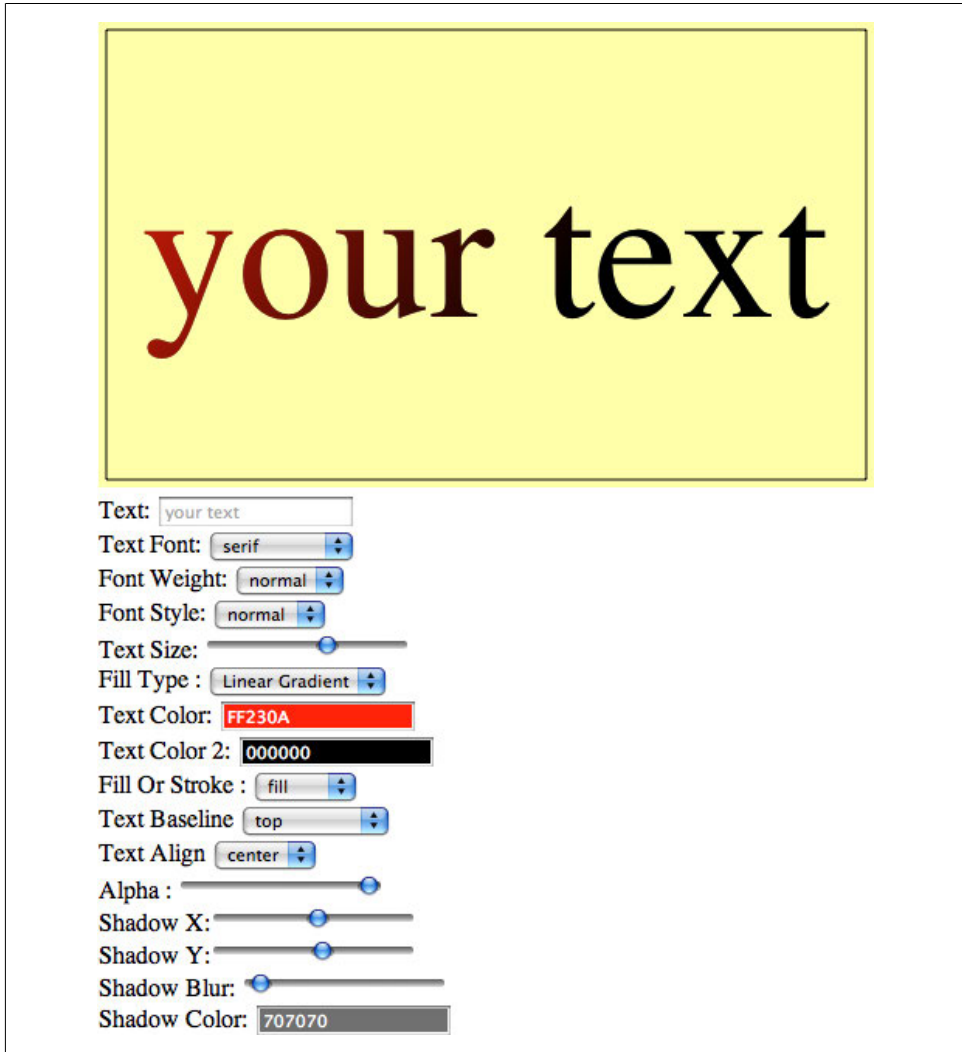 your text
Text: your text
Text Font: serif
Font Weight: normal
Font Style: normal
Text Size:
Fill Type : Linear Gradient
Text Color: FF230A
Text Color 2: 000000
Fill Or Stroke : fill
Text Baseline top
Text Align center
Alpha :
Shadow X:
Shadow Y:
Shadow Blur:
Shadow Color: 707070